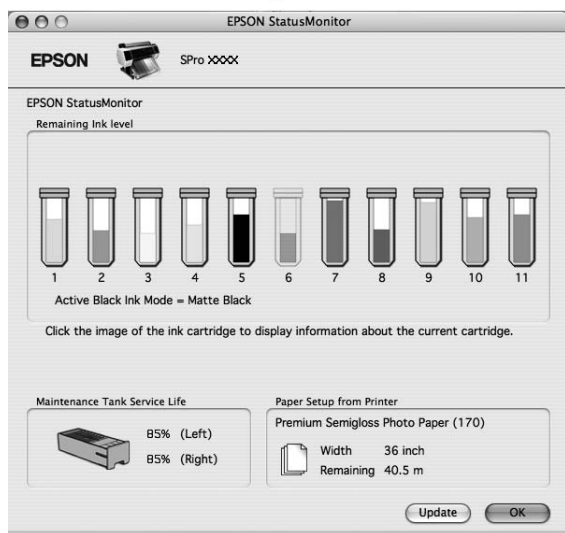 EPSON StatusMonitor
EPSON
SPro XXXX
EPSON StatusMonitor
Remaining Ink level
1 2 3 4 5 6 7 8 9 10 11
Active Black Ink Mode = Matte Black
Click the image of the ink cartridge to display information about the current cartridge.
Maintenance Tank Service Life
85% (Left)
85% (Right)
Paper Setup from Printer
Premium Semigloss Photo Paper (170)
Width 36 inch
Remaining 40.5 m
Update
OK